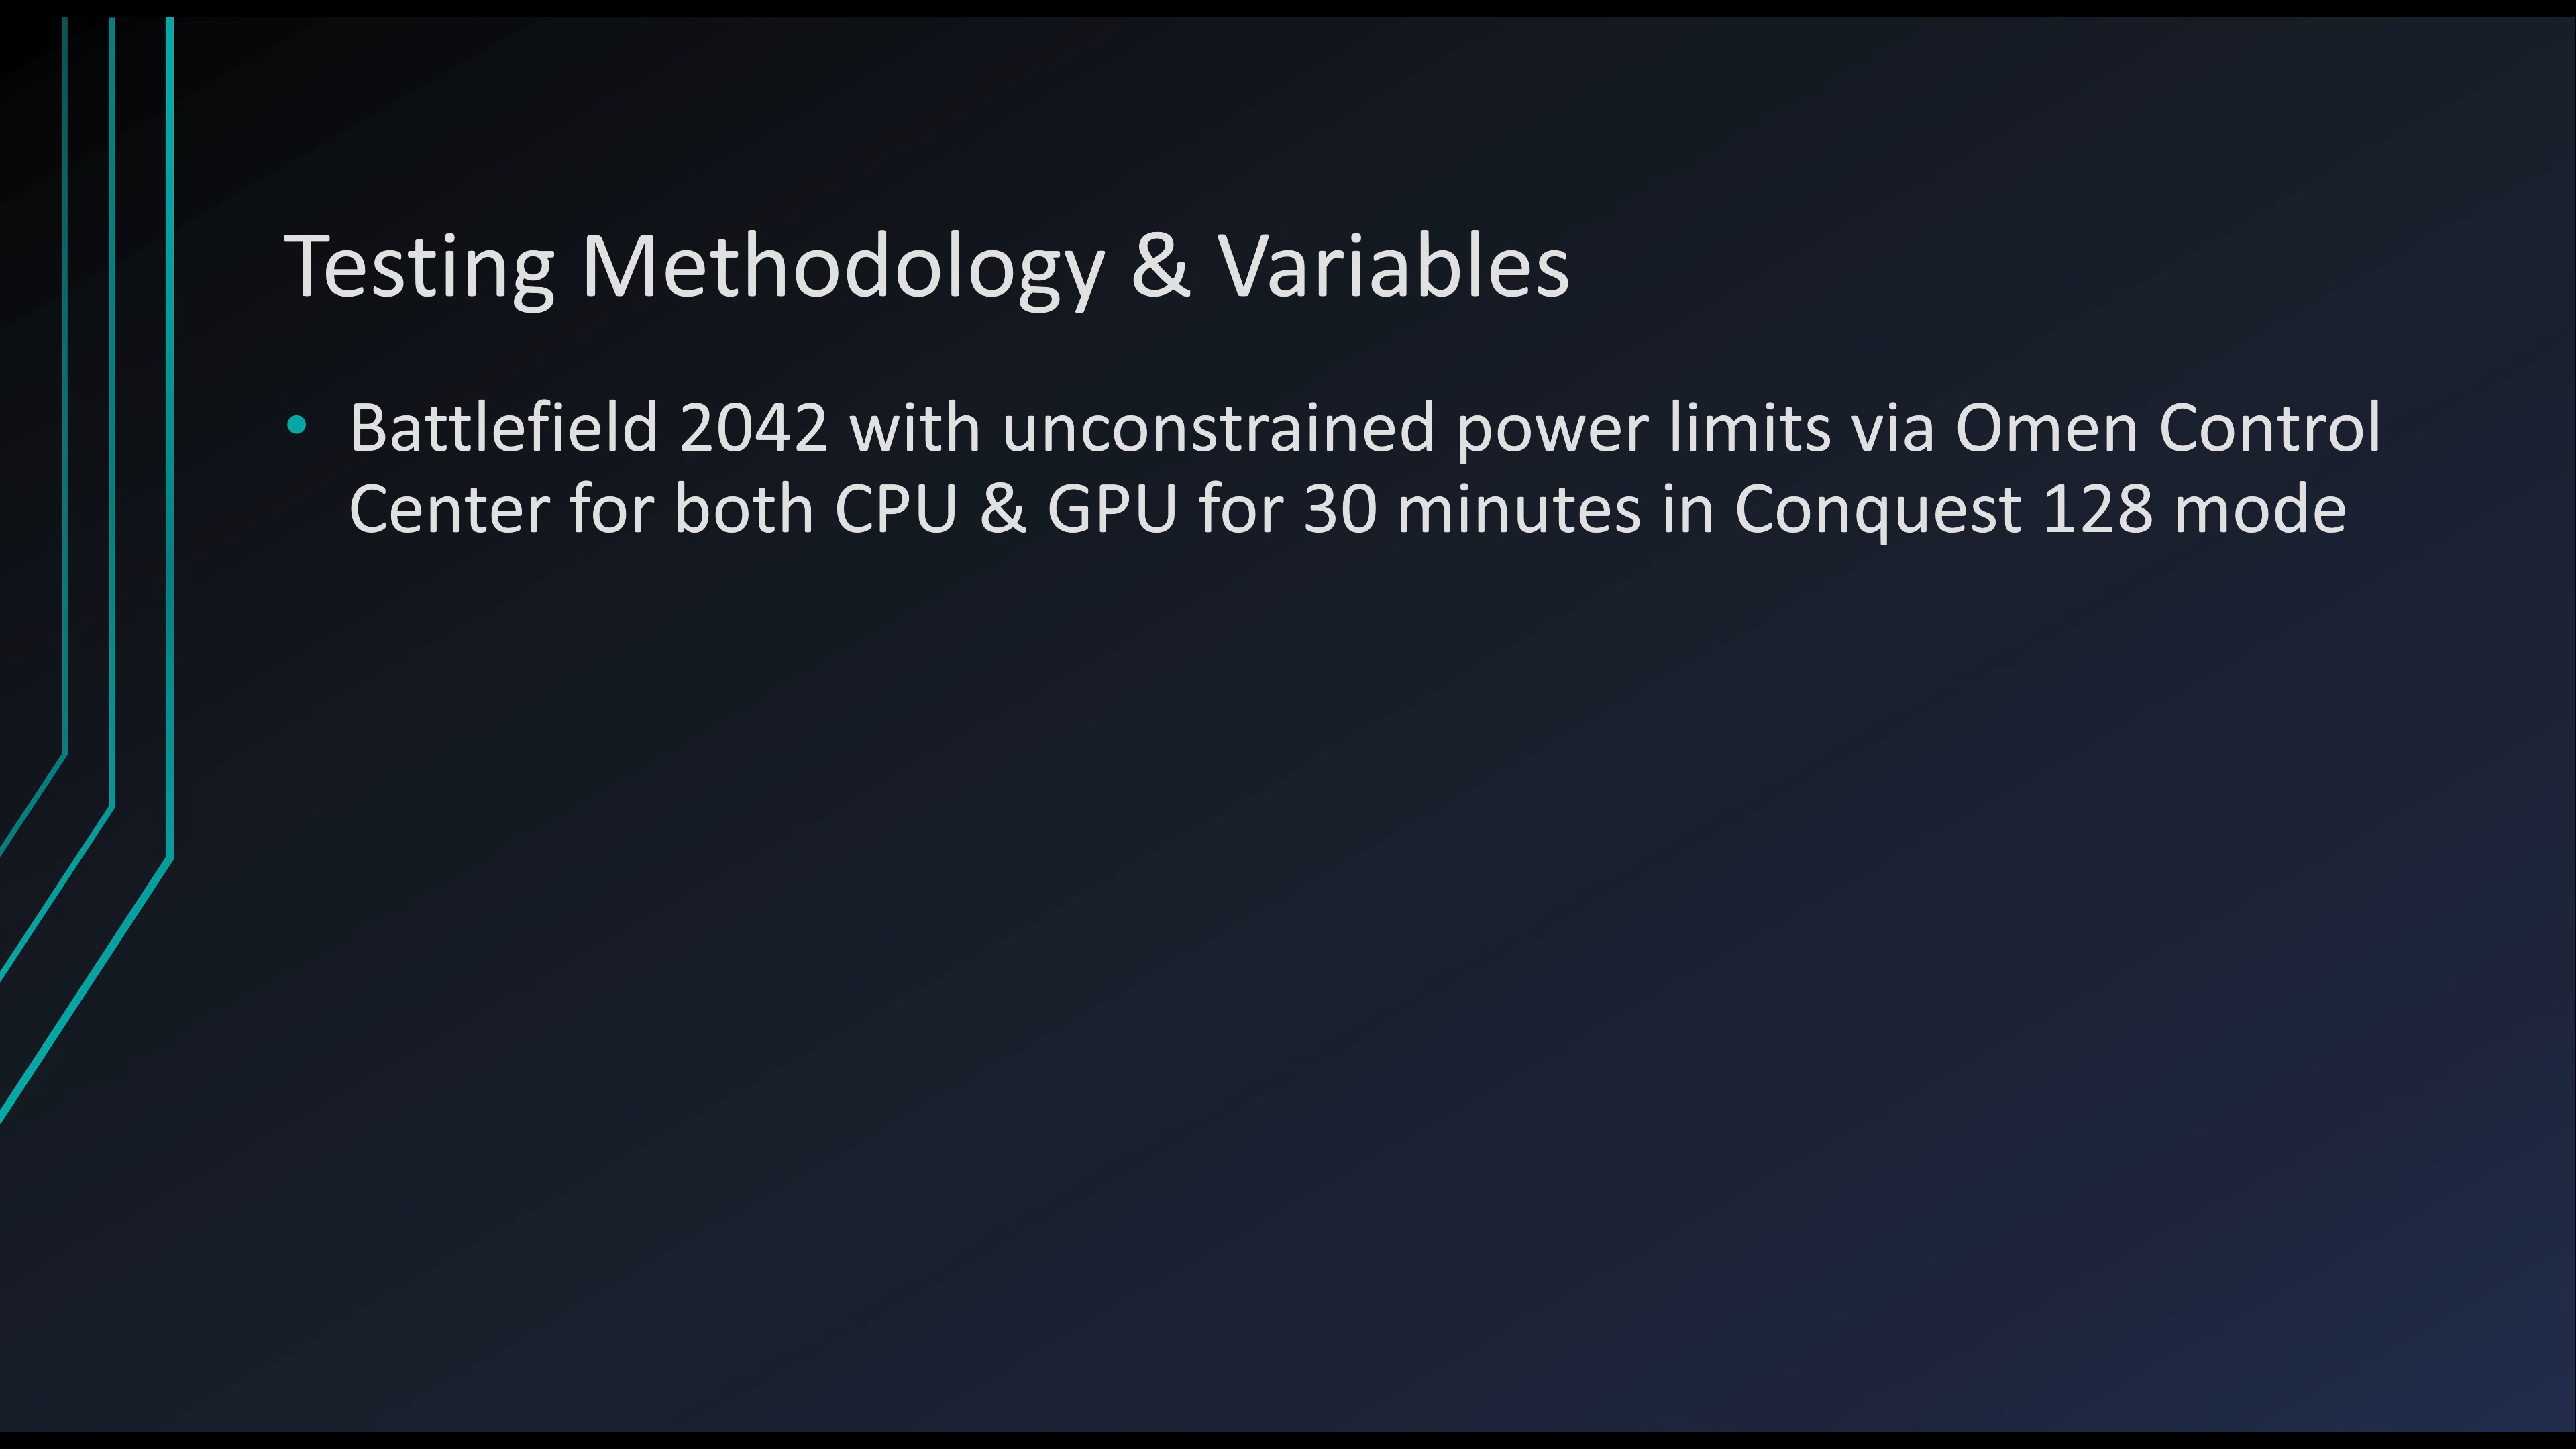 Testing Methodology & Variables
• Battlefield 2042 with unconstrained power limits via Omen Control
Center for both CPU & GPU for 30 minutes in Conquest 128 mode